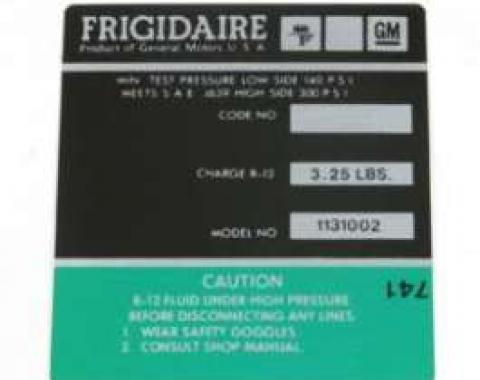 FRIGIDAIRE
Product of General Motors U.S.A.
GM
MIN. TEST PRESSURE LOW SIDE 140 P S I
MEETS S A E J639 HIGH SIDE 300 P S I
CODE NO
CHARGE R-12 3.25 LBS.
MODEL NO 1131002
CAUTION
741
R-12 FLUID UNDER HIGH PRESSURE
BEFORE DISCONNECTING ANY LINES
1. WEAR SAFETY GOGGLES
2. CONSULT SHOP MANUAL.